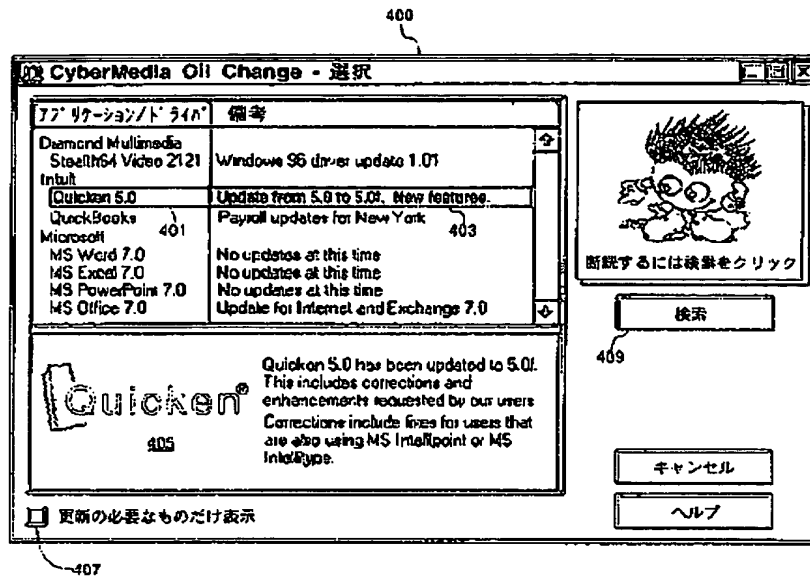 400
CyberMedia Oil Change - 選択
アプリケーション/ドライバ 備考
Diamond Multimedia
Stealth64 Video 2121 Windows 95 driver update 1.01
Intuit
Quicken 5.0 Update from 5.0 to 5.0f. New features.
QuickBooks Payroll updates for New York
401 403
Microsoft
MS Word 7.0 No updates at this time
MS Excel 7.0 No updates at this time
MS PowerPoint 7.0 No updates at this time
MS Office 7.0 Update for Internet and Exchange 7.0
断続するには検索をクリック
検索
409
Quicken®
405
Quicken 5.0 has been updated to 5.0f.
This includes corrections and
enhancements requested by our users
Corrections include fixes for users that
are also using MS Intellipoint or MS
Intellitype.
キャンセル
ヘルプ
更新の必要なものだけ表示
407